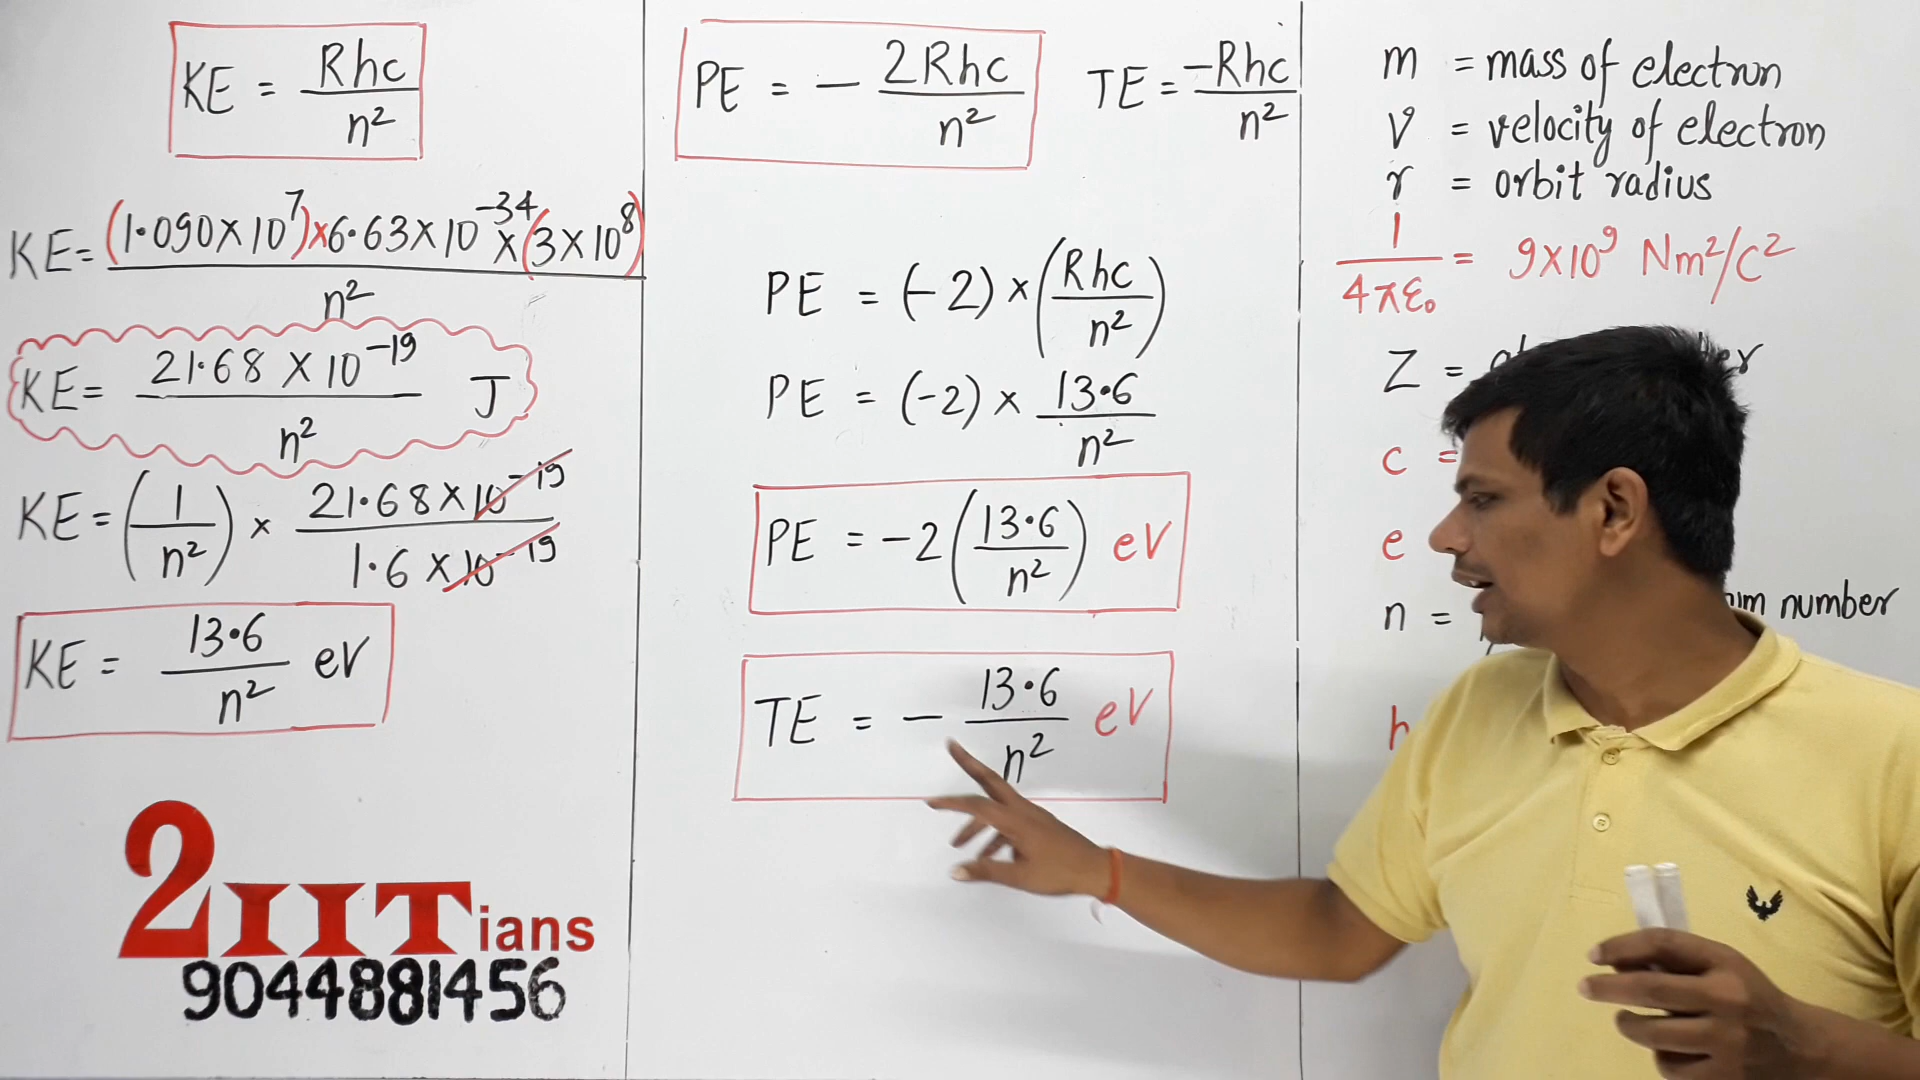 KE = Rhc / n²
KE = (1.090×10⁷)×6.63×10⁻³⁴×(3×10⁸) / n²
KE = 21.68 × 10⁻¹⁹ / n² J
KE = (1 / n²) × 21.68×10⁻¹⁹ / 1.6×10⁻¹⁹
KE = 13.6 / n² eV
2IITians
9044881456
PE = − 2Rhc / n²
TE = −Rhc / n²
PE = (−2) × (Rhc / n²)
PE = (−2) × 13.6 / n²
PE = −2 (13.6 / n²) eV
TE = − 13.6 / n² eV
m = mass of electron
V = velocity of electron
r = orbit radius
1 / 4πε₀ = 9×10⁹ Nm²/C²
Z =
c =
e
n = number
h